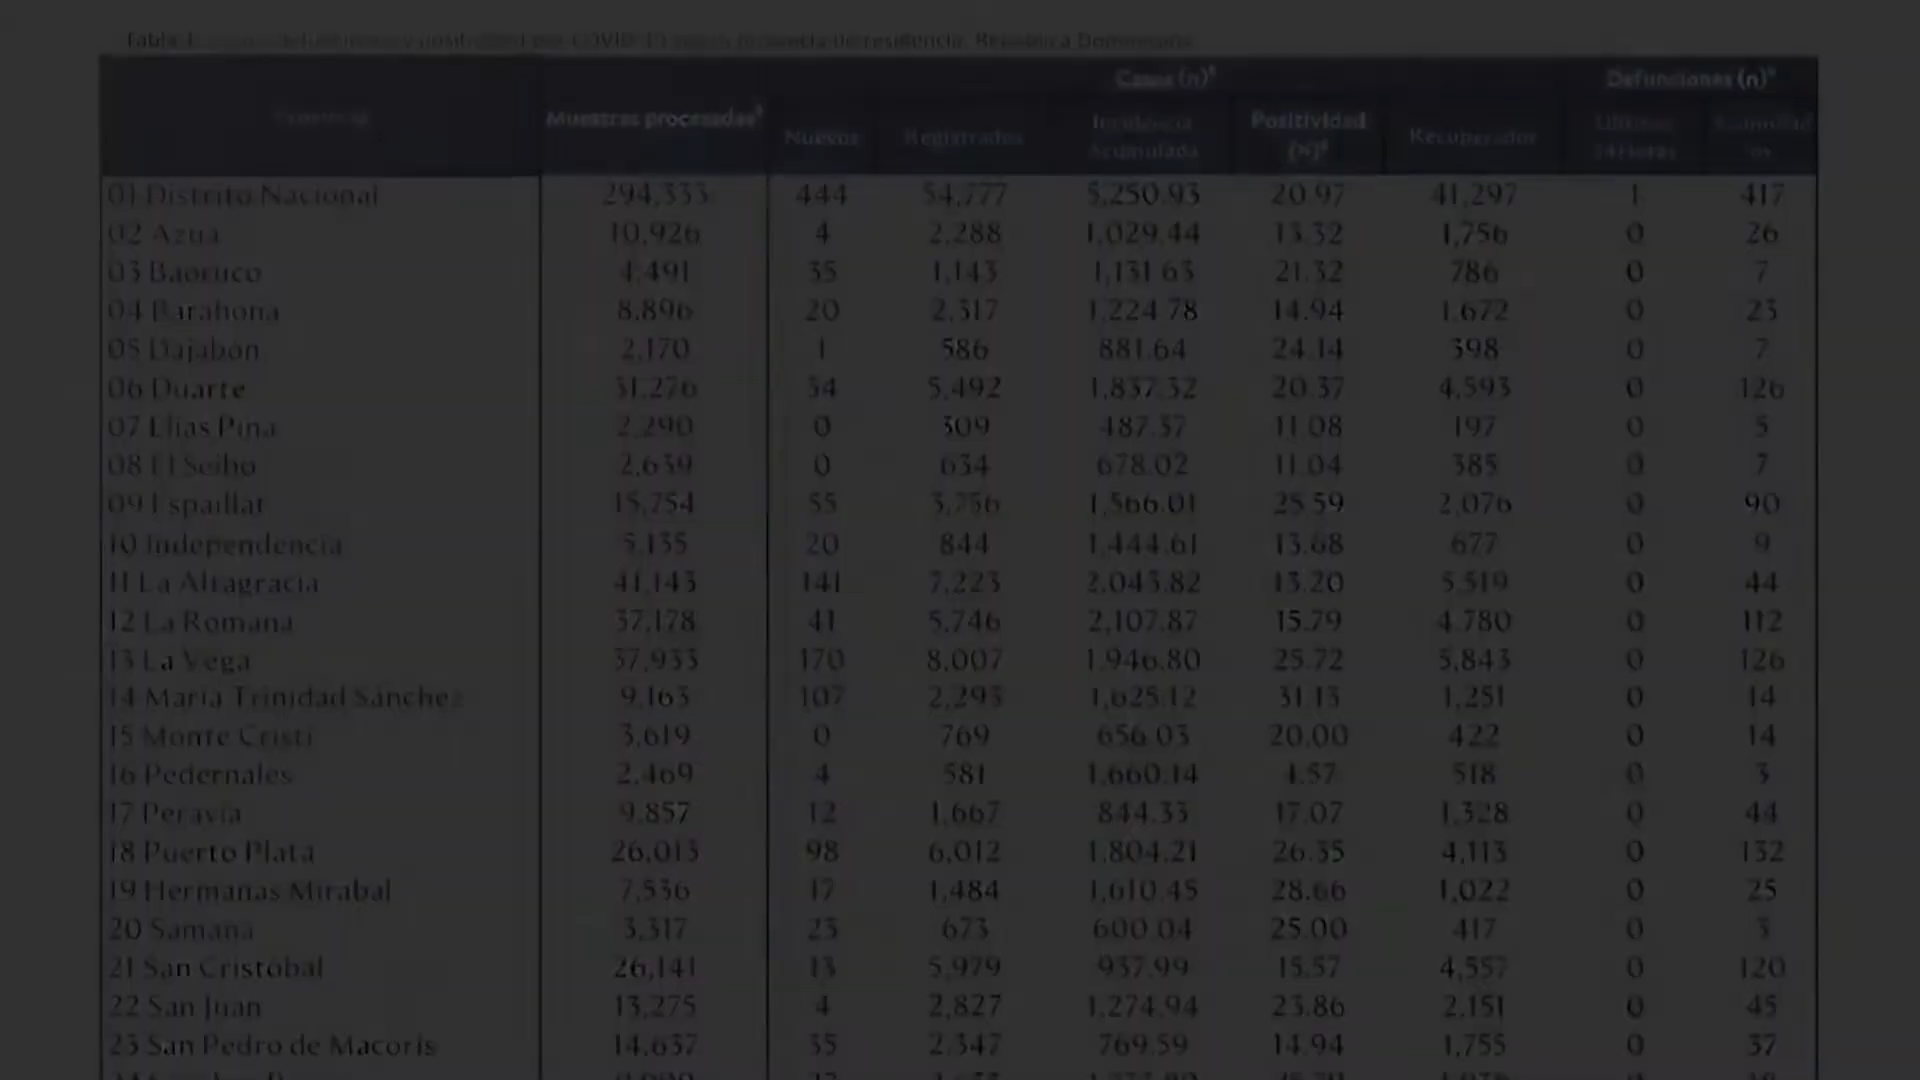 Casos (n)
Defunciones (n)
Provincia
Muestras procesadas
Nuevos
Registrados
Incidencia
Acumulada
Positividad
(%)
Recuperados
Últimas
24 Horas
01 Distrito Nacional 294,333 444 54,777 5,250.93 20.97 41,297 1 417
02 Azua 10,926 4 2,288 1,029.44 13.32 1,756 0 26
03 Baoruco 4,491 35 1,143 1,131.63 21.32 786 0 7
04 Barahona 8,896 20 2,317 1,224.78 14.94 1,672 0 23
05 Dajabón 2,170 1 586 881.64 24.14 398 0 7
06 Duarte 31,276 34 5,492 1,837.32 20.37 4,593 0 126
07 Elías Piña 2,290 0 309 487.37 11.08 197 0 5
08 El Seibo 2,639 0 634 678.02 11.04 385 0 7
09 Espaillat 15,754 55 3,756 1,566.01 25.59 2,076 0 90
10 Independencia 5,135 20 844 1,444.61 13.68 677 0 9
11 La Altagracia 41,143 141 7,223 2,043.82 13.20 5,519 0 44
12 La Romana 37,178 41 5,746 2,107.87 15.79 4,780 0 112
13 La Vega 37,933 170 8,007 1,946.80 25.72 5,843 0 126
14 María Trinidad Sánchez 9,163 107 2,293 1,625.12 31.13 1,251 0 14
15 Monte Cristi 3,619 0 769 656.03 20.00 422 0 14
16 Pedernales 2,469 4 581 1,660.14 4.57 518 0 3
17 Peravia 9,857 12 1,667 844.33 17.07 1,328 0 44
18 Puerto Plata 26,013 98 6,012 1,804.21 26.35 4,113 0 132
19 Hermanas Mirabal 7,536 17 1,484 1,610.45 28.66 1,022 0 25
20 Samaná 3,317 23 673 600.04 25.00 417 0 3
21 San Cristóbal 26,141 13 5,979 937.99 15.57 4,557 0 120
22 San Juan 13,275 4 2,827 1,274.94 23.86 2,151 0 45
23 San Pedro de Macorís 14,637 35 2,347 769.59 14.94 1,755 0 37